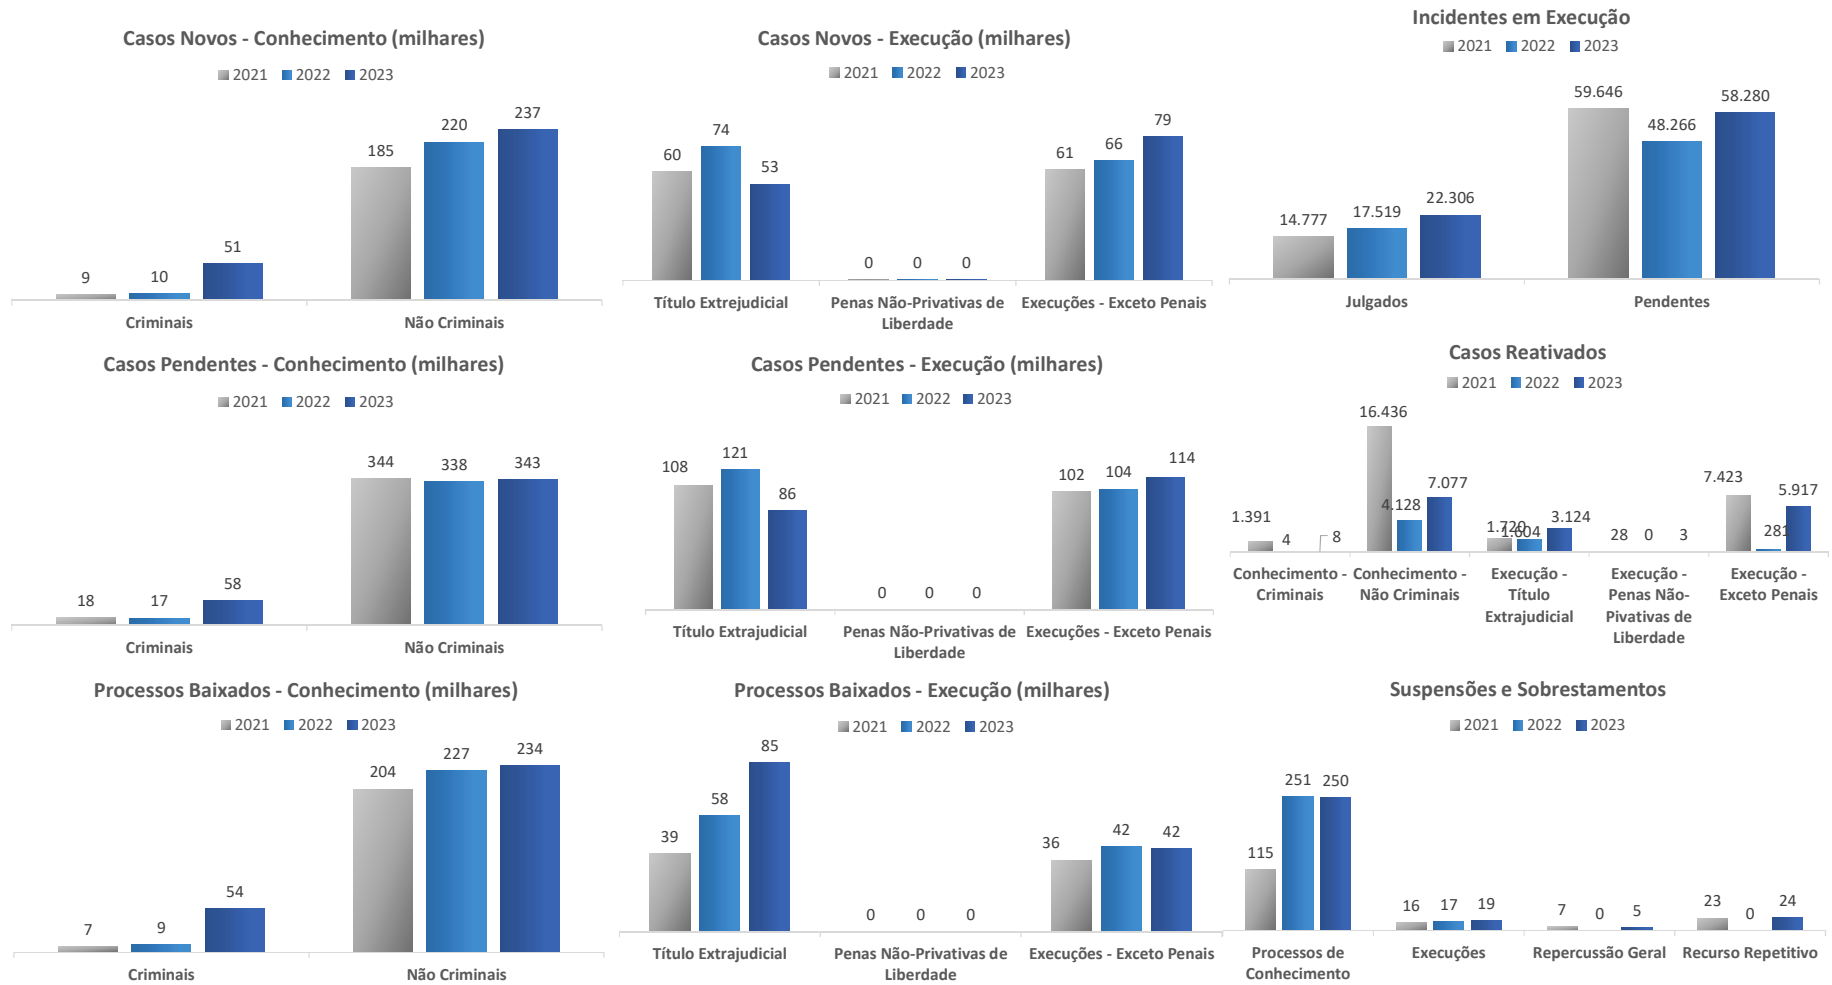 Casos Novos - Conhecimento (milhares)
2021 2022 2023
9 10 51 185 220 237
Criminais Não Criminais
Casos Novos - Execução (milhares)
2021 2022 2023
60 74 53 0 0 0 61 66 79
Título Extrejudicial Penas Não-Privativas de Execuções - Exceto Penais
Liberdade
Incidentes em Execução
2021 2022 2023
14.777 17.519 22.306 59.646 48.266 58.280
Julgados Pendentes
Casos Pendentes - Conhecimento (milhares)
2021 2022 2023
18 17 58 344 338 343
Criminais Não Criminais
Casos Pendentes - Execução (milhares)
2021 2022 2023
108 121 86 0 0 0 102 104 114
Título Extrajudicial Penas Não-Privativas de Execuções - Exceto Penais
Liberdade
Casos Reativados
2021 2022 2023
1.391 4 8 16.436 4.128 7.077 1.720 1.604 3.124 28 0 3 7.423 281 5.917
Conhecimento - Conhecimento - Execução - Execução - Execução -
Criminais Não Criminais Título Penas Não- Exceto Penais
Extrajudicial Pivativas de
Liberdade
Processos Baixados - Conhecimento (milhares)
2021 2022 2023
7 9 54 204 227 234
Criminais Não Criminais
Processos Baixados - Execução (milhares)
2021 2022 2023
39 58 85 0 0 0 36 42 42
Título Extrajudicial Penas Não-Privativas de Execuções - Exceto Penais
Liberdade
Suspensões e Sobrestamentos
2021 2022 2023
115 251 250 16 17 19 7 0 5 23 0 24
Processos de Execuções Repercussão Geral Recurso Repetitivo
Conhecimento